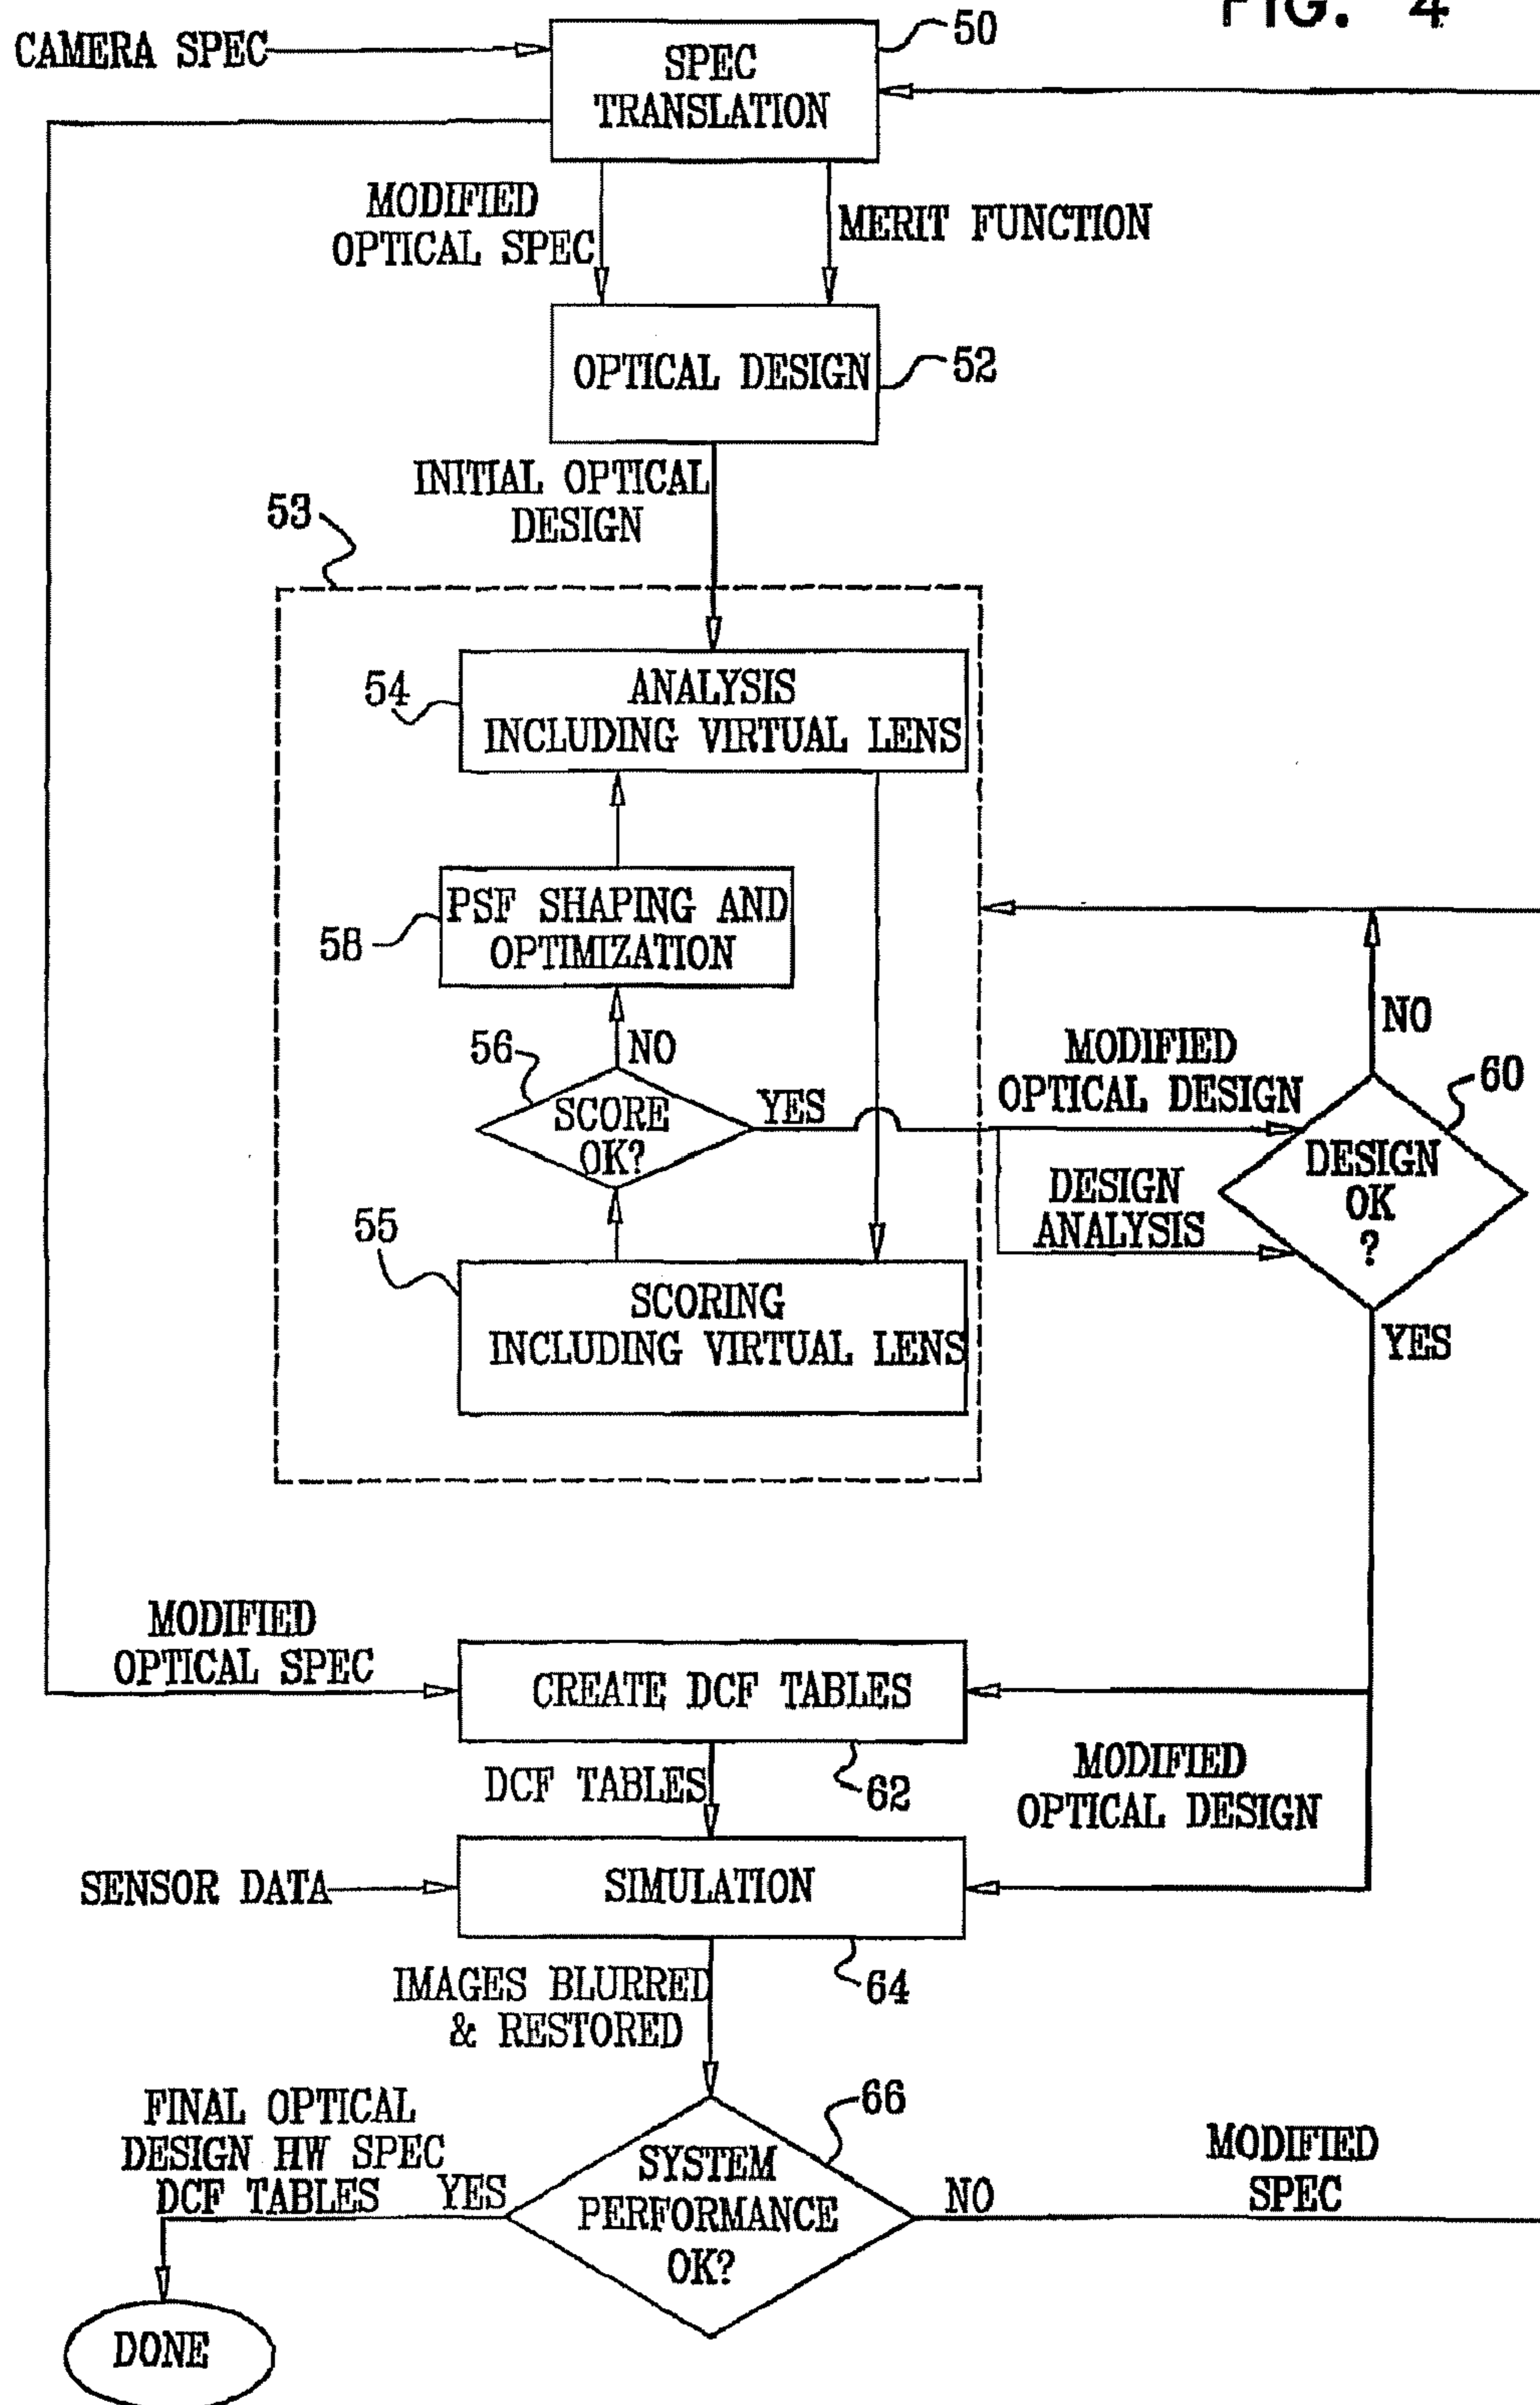 FIG. 4
CAMERA SPEC
50
SPEC
TRANSLATION
MODIFIED
OPTICAL SPEC
MERIT FUNCTION
OPTICAL DESIGN
52
INITIAL OPTICAL
DESIGN
53
54
ANALYSIS
INCLUDING VIRTUAL LENS
PSF SHAPING AND
OPTIMIZATION
58
NO
56
SCORE
OK?
YES
MODIFIED
OPTICAL DESIGN
NO
60
DESIGN
OK
?
DESIGN
ANALYSIS
55
SCORING
INCLUDING VIRTUAL LENS
YES
MODIFIED
OPTICAL SPEC
CREATE DCF TABLES
62
DCF TABLES
MODIFIED
OPTICAL DESIGN
SENSOR DATA
SIMULATION
64
IMAGES BLURRED
& RESTORED
66
FINAL OPTICAL
DESIGN HW SPEC
DCF TABLES
YES
SYSTEM
PERFORMANCE
OK?
NO
MODIFIED
SPEC
DONE